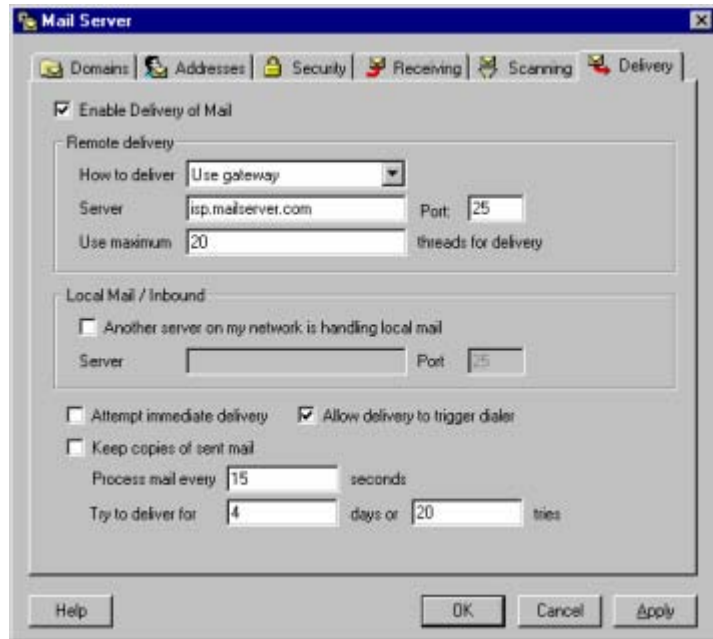 Mail Server
Domains Addresses Security Receiving Scanning Delivery
Enable Delivery of Mail
Remote delivery
How to deliver Use gateway
Server isp.mailserver.com Port: 25
Use maximum 20 threads for delivery
Local Mail / Inbound
Another server on my network is handling local mail
Server Port 25
Attempt immediate delivery Allow delivery to trigger dialer
Keep copies of sent mail
Process mail every 15 seconds
Try to deliver for 4 days or 20 tries
Help OK Cancel Apply